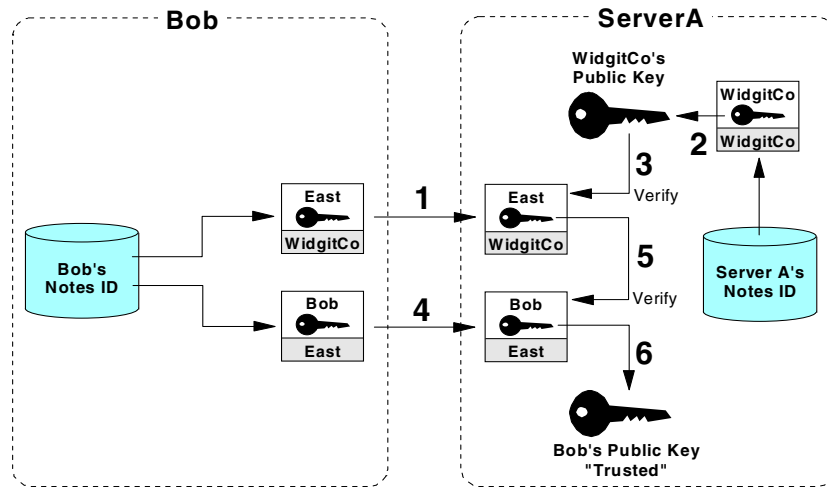 Bob
ServerA
WidgitCo's
Public Key
WidgitCo
WidgitCo
2
3
Verify
East
WidgitCo
1
East
WidgitCo
5
Bob's
Notes ID
Server A's
Notes ID
Bob
East
4
Bob
East
Verify
6
Bob's Public Key
"Trusted"